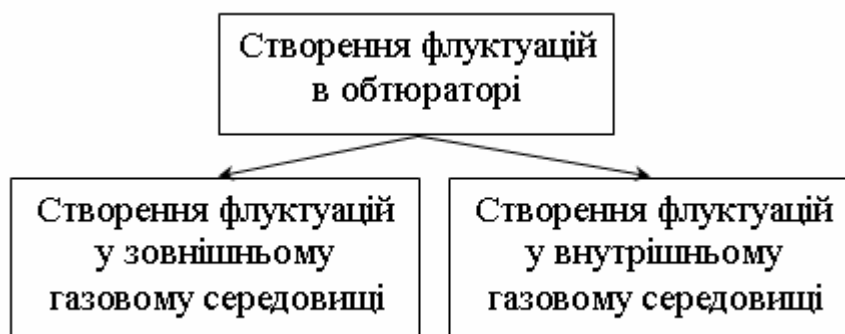 Створення флуктуацій
в обтюраторі
Створення флуктуацій
у зовнішньому
газовому середовищі
Створення флуктуацій
у внутрішньому
газовому середовищі